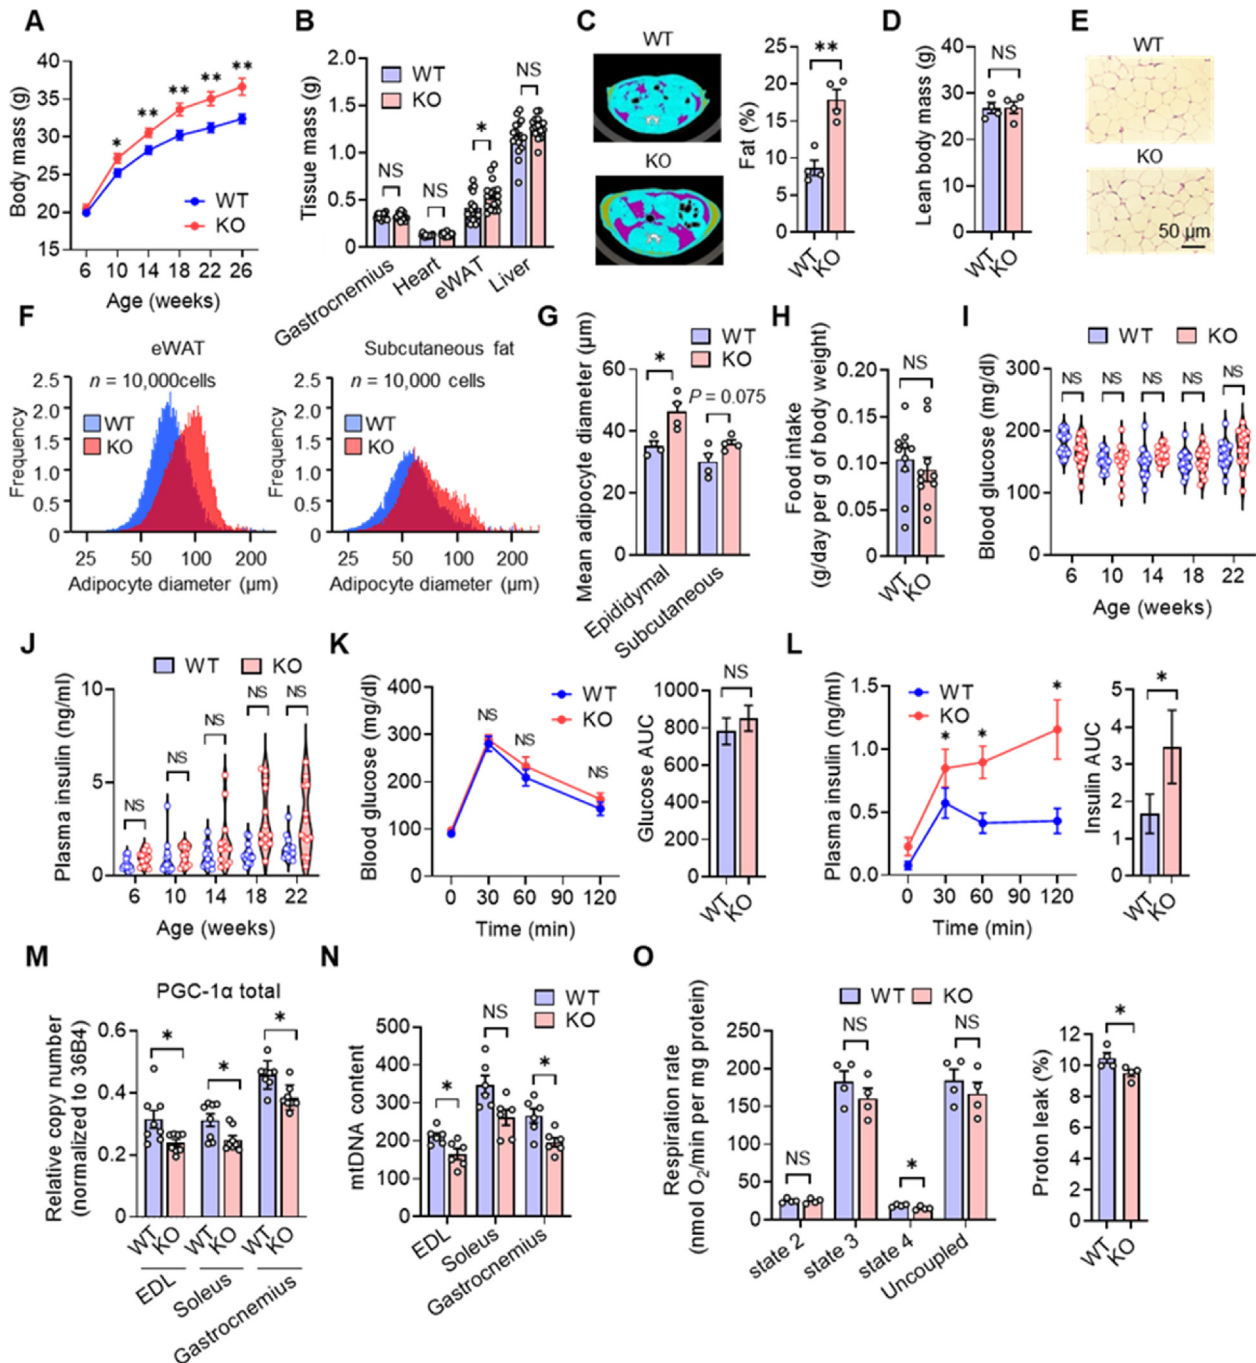 A
Body mass (g)
40
35
30
25
20
15
*
**
**
**
**
WT
KO
6 10 14 18 22 26
Age (weeks)
B
Tissue mass (g)
2.0
1.5
1.0
0.5
0
WT
KO
NS
NS
*
NS
Gastrocnemius
Heart
eWAT
Liver
C
WT
KO
Fat (%)
25
20
15
10
5
0
**
WT
KO
D
Lean body mass (g)
40
30
20
10
0
NS
WT
KO
E
WT
KO
50 µm
F
eWAT
n = 10,000cells
WT
KO
Frequency
2.5
2.0
1.5
1.0
0.5
0
25 50 100 200
Adipocyte diameter (µm)
Subcutaneous fat
n = 10,000 cells
WT
KO
Frequency
2.5
2.0
1.5
1.0
0.5
0
25 50 100 200
Adipocyte diameter (µm)
G
Mean adipocyte diameter (µm)
WT
KO
60
40
20
0
*
P = 0.075
Epididymal
Subcutaneous
H
Food intake
(g/day per g of body weight)
0.20
0.15
0.10
0.05
0
NS
WT
KO
I
WT KO
Blood glucose (mg/dl)
300
200
100
0
NS NS NS NS NS
6 10 14 18 22
Age (weeks)
J
WT KO
Plasma insulin (ng/ml)
10
5
0
NS NS NS NS NS
6 10 14 18 22
Age (weeks)
K
Blood glucose (mg/dl)
400
300
200
100
0
WT
KO
NS NS NS
0 30 60 90 120
Time (min)
Glucose AUC
1000
800
600
400
200
0
NS
WT
KO
L
Plasma insulin (ng/ml)
1.5
1.0
0.5
0.0
WT
KO
* * *
0 30 60 90 120
Time (min)
Insulin AUC
5
4
3
2
1
0
*
WT
KO
M
PGC-1α total
Relative copy number
(normalized to 36B4)
0.6
0.4
0.2
0
* * *
WT KO WT KO WT KO
EDL
Soleus
Gastrocnemius
N
WT
KO
mtDNA content
500
400
300
200
100
0
* NS *
EDL
Soleus
Gastrocnemius
O
WT KO
Respiration rate
(nmol O₂/min per mg protein)
250
200
150
100
50
0
NS NS * NS
state 2
state 3
state 4
Uncoupled
Proton leak (%)
12
10
8
6
4
2
0
*
WT
KO